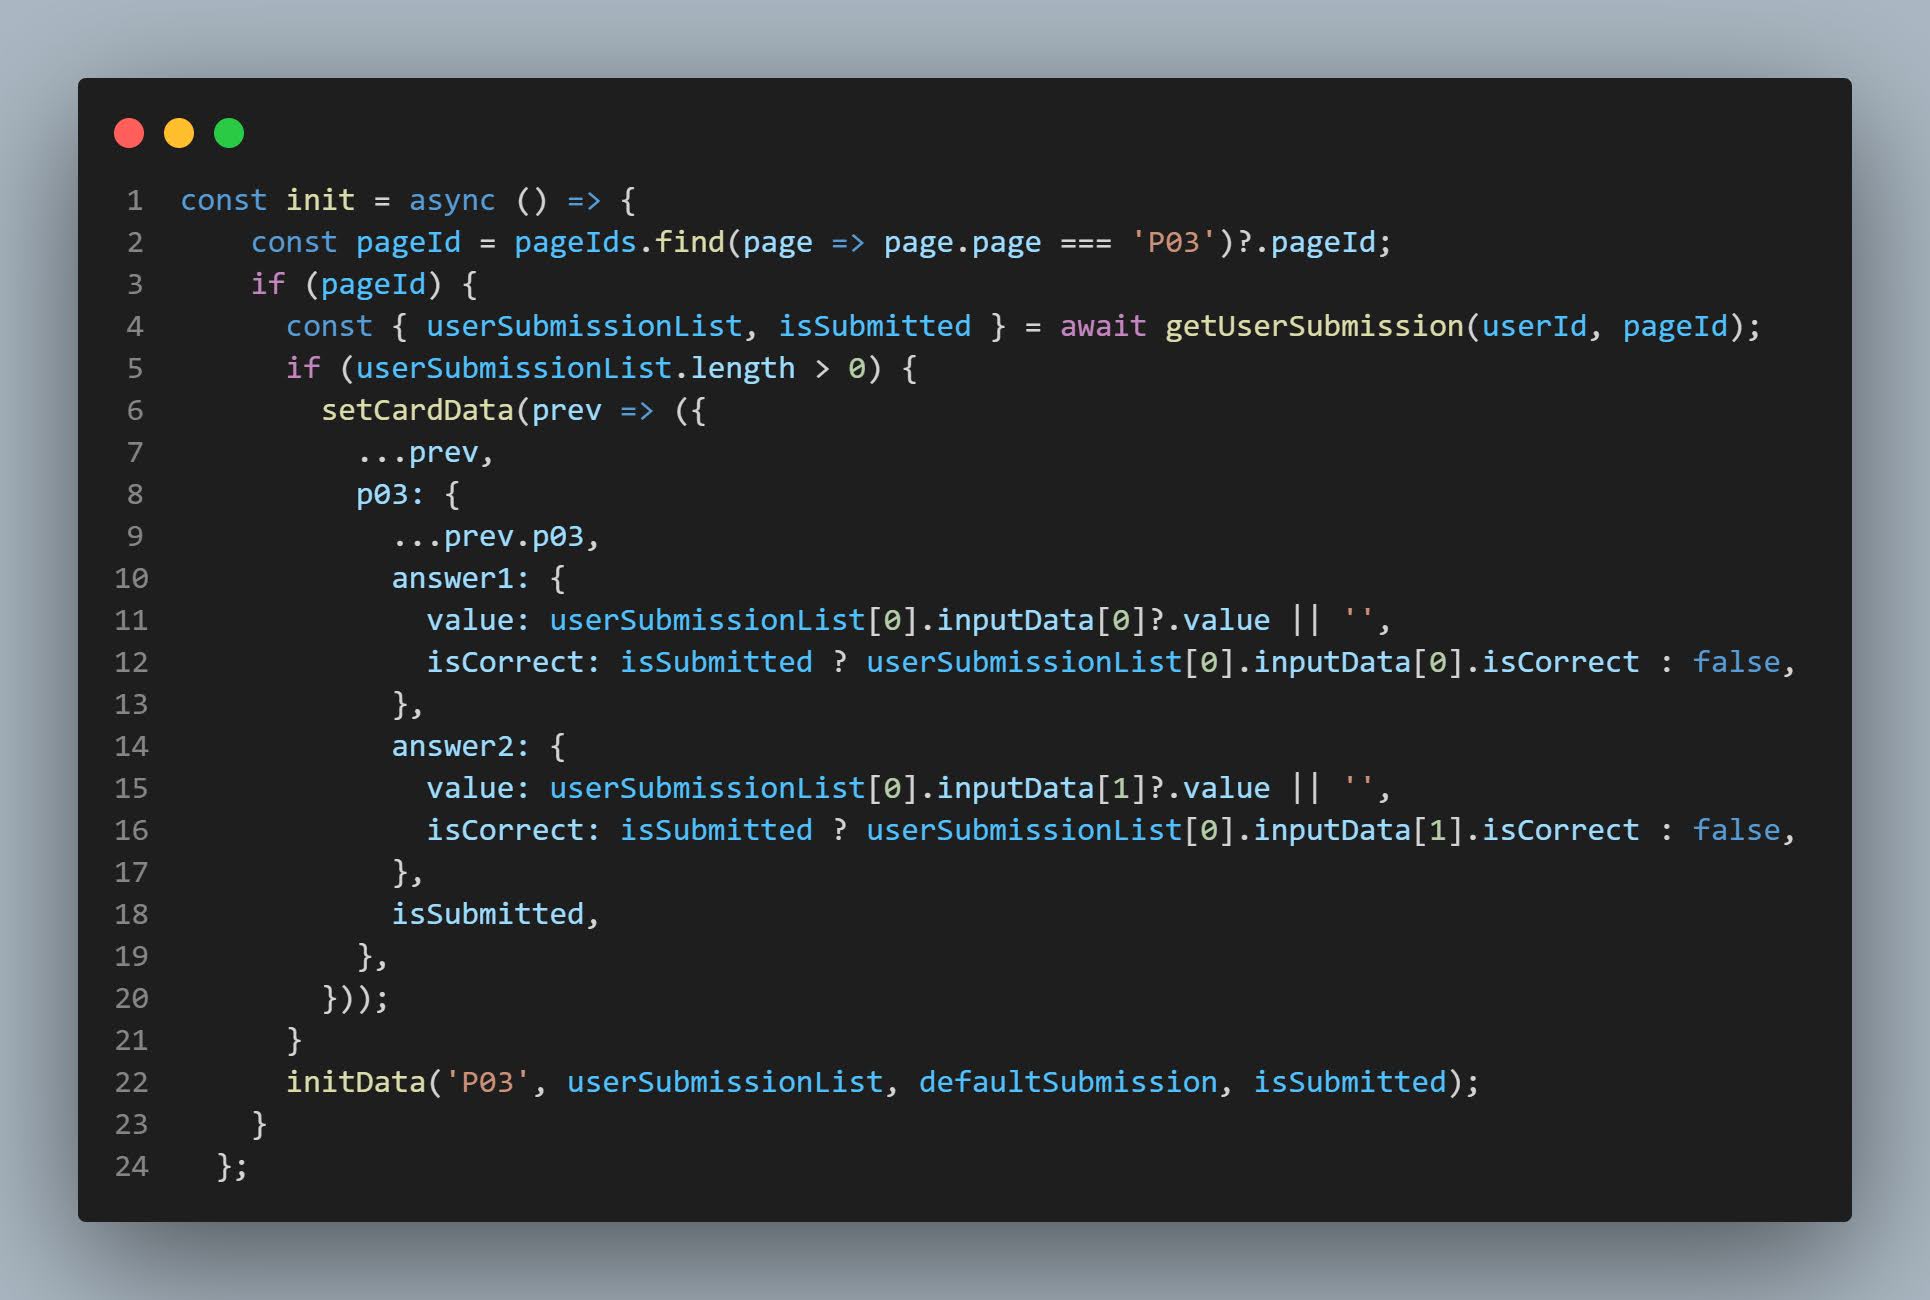 1 const init = async () => {
2     const pageId = pageIds.find(page => page.page === 'P03')?.pageId;
3     if (pageId) {
4       const { userSubmissionList, isSubmitted } = await getUserSubmission(userId, pageId);
5       if (userSubmissionList.length > 0) {
6         setCardData(prev => ({
7           ...prev,
8           p03: {
9             ...prev.p03,
10             answer1: {
11               value: userSubmissionList[0].inputData[0]?.value || '',
12               isCorrect: isSubmitted ? userSubmissionList[0].inputData[0].isCorrect : false,
13             },
14             answer2: {
15               value: userSubmissionList[0].inputData[1]?.value || '',
16               isCorrect: isSubmitted ? userSubmissionList[0].inputData[1].isCorrect : false,
17             },
18             isSubmitted,
19           },
20         }));
21       }
22       initData('P03', userSubmissionList, defaultSubmission, isSubmitted);
23     }
24   };